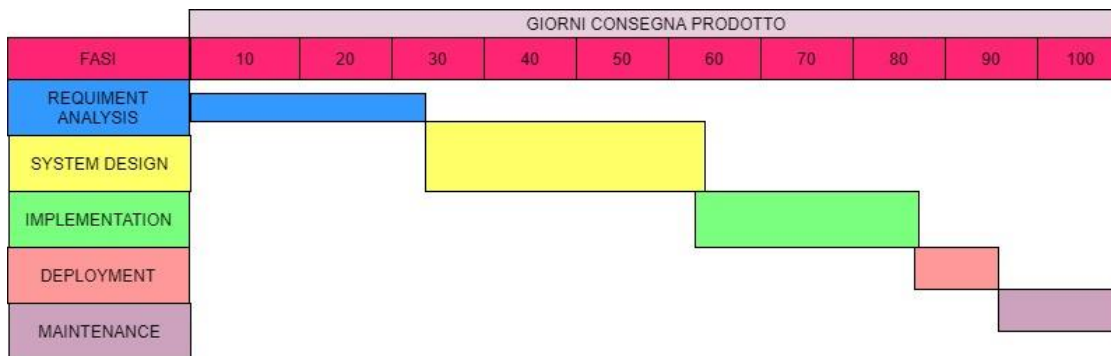 GIORNI CONSEGNA PRODOTTO
FASI 10 20 30 40 50 60 70 80 90 100
REQUIMENT
ANALYSIS
SYSTEM DESIGN
IMPLEMENTATION
DEPLOYMENT
MAINTENANCE